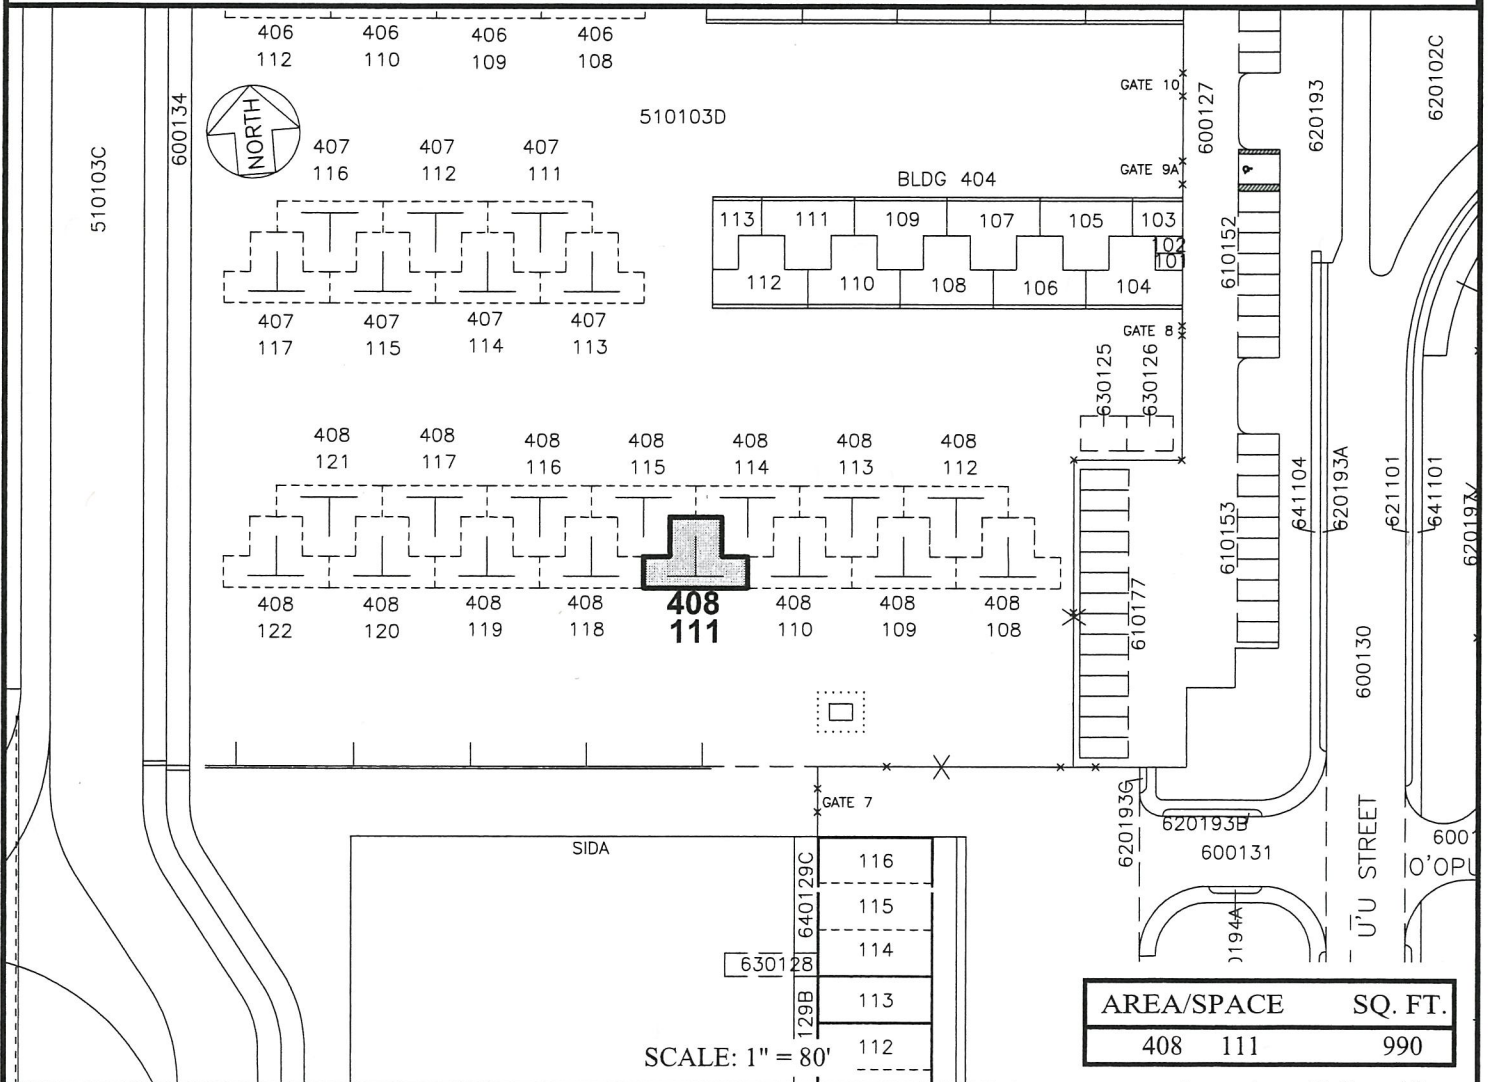 406 406 406 406
112 110 109 108
510103C
600134
NORTH
510103D
407 407 407
116 112 111
407 407 407 407
117 115 114 113
BLDG 404
113 111 109 107 105 103
102
101
112 110 108 106 104
GATE 10
GATE 9A
GATE 8
600127
620193
620102C
610152
630125
630126
408 408 408 408 408 408 408
121 117 116 115 114 113 112
408 408 408 408 408 408 408 408
122 120 119 118 111 110 109 108
610177
610153
641104
620193A
621101
641101
620197
600130
GATE 7
SIDA
640129C
116
115
114
630128
113
129B
112
620193G
620193B
600131
U'U STREET
O'OPU
0194A
SCALE: 1" = 80'
AREA/SPACE SQ. FT.
408 111 990